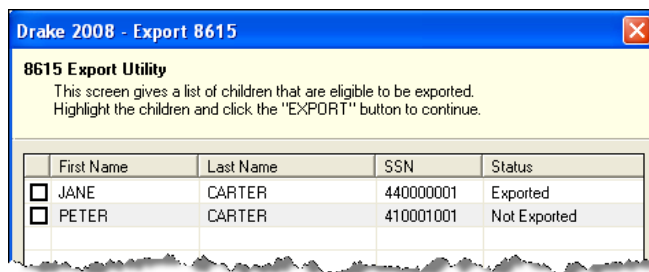 Drake 2008 - Export 8615
8615 Export Utility
This screen gives a list of children that are eligible to be exported.
Highlight the children and click the "EXPORT" button to continue.
First Name Last Name SSN Status
JANE CARTER 440000001 Exported
PETER CARTER 410001001 Not Exported